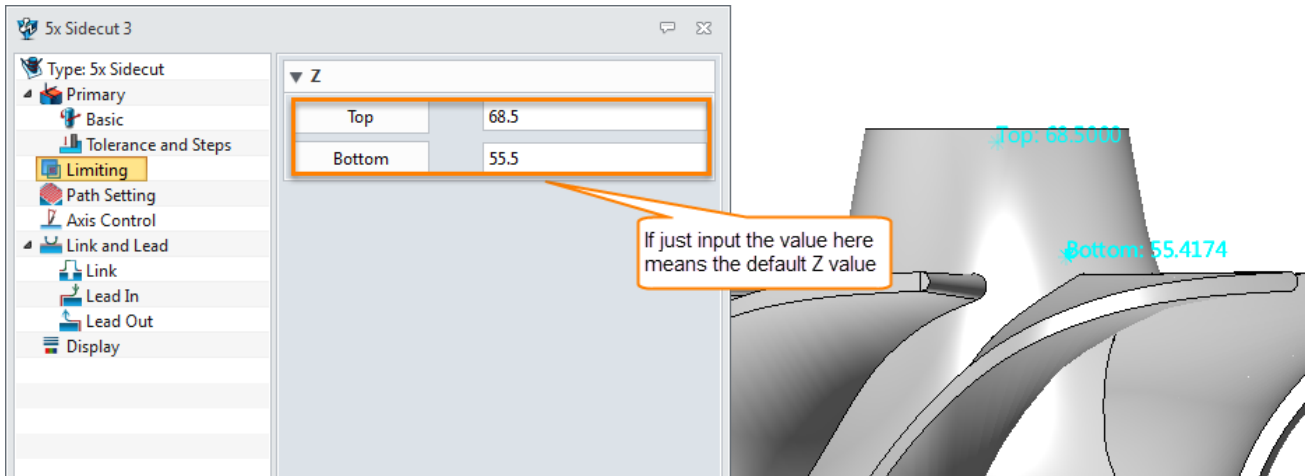 5x Sidecut 3
Type: 5x Sidecut
Primary
Basic
Tolerance and Steps
Limiting
Path Setting
Axis Control
Link and Lead
Link
Lead In
Lead Out
Display
Z
Top 68.5
Bottom 55.5
If just input the value here
means the default Z value
Top: 68.5000
Bottom: 55.4174